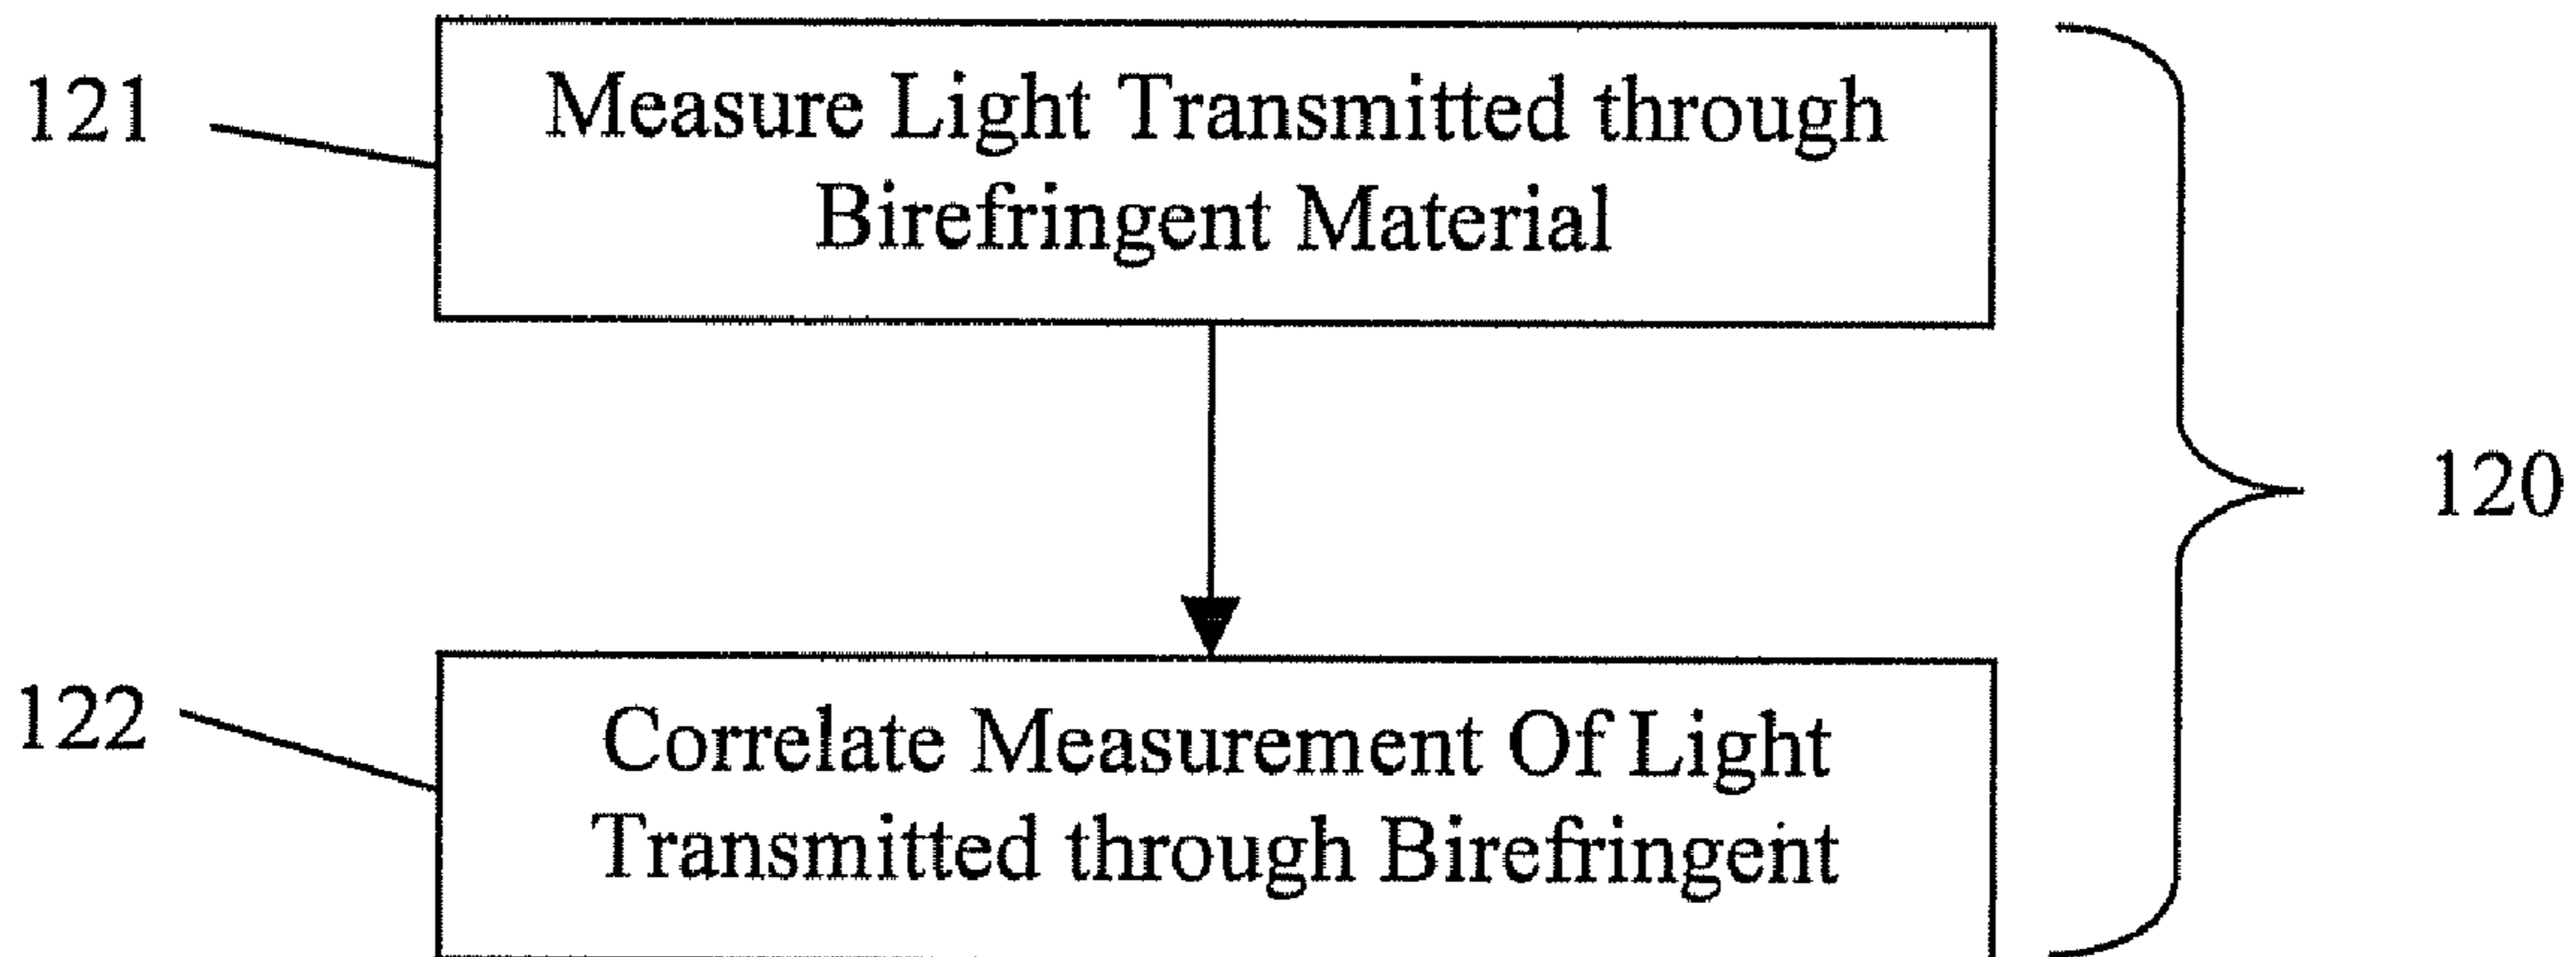 121
Measure Light Transmitted through
Birefringent Material
120
122
Correlate Measurement Of Light
Transmitted through Birefringent